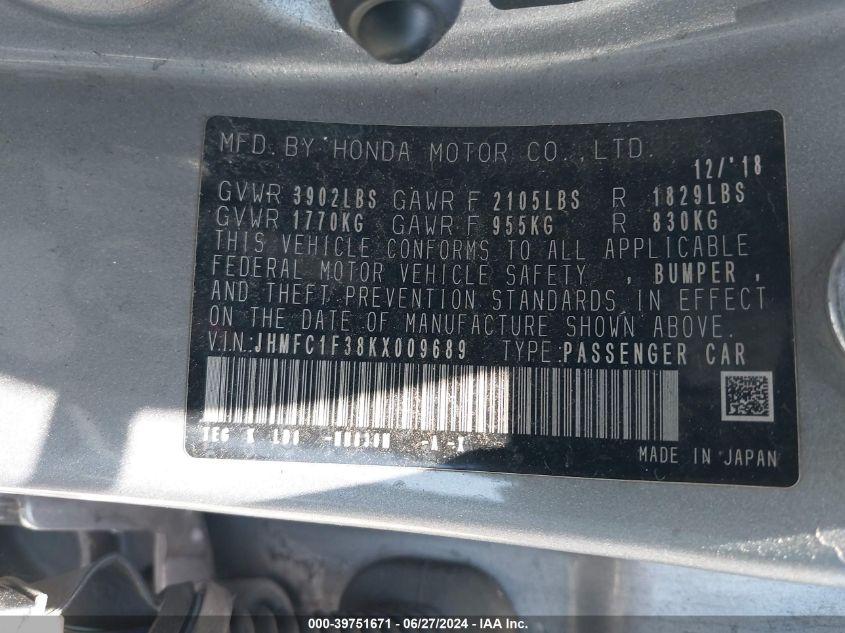 MFD. BY HONDA MOTOR CO., LTD. 12/'18
GVWR 3902LBS GAWR F 2105LBS R 1829LBS
GVWR 1770KG GAWR F 955KG R 830KG
THIS VEHICLE CONFORMS TO ALL APPLICABLE
FEDERAL MOTOR VEHICLE SAFETY , BUMPER ,
AND THEFT PREVENTION STANDARDS IN EFFECT
ON THE DATE OF MANUFACTURE SHOWN ABOVE.
VIN: JHMFC1F38KX009689 TYPE: PASSENGER CAR
MADE IN JAPAN
000-39751671 - 06/27/2024 - IAA Inc.